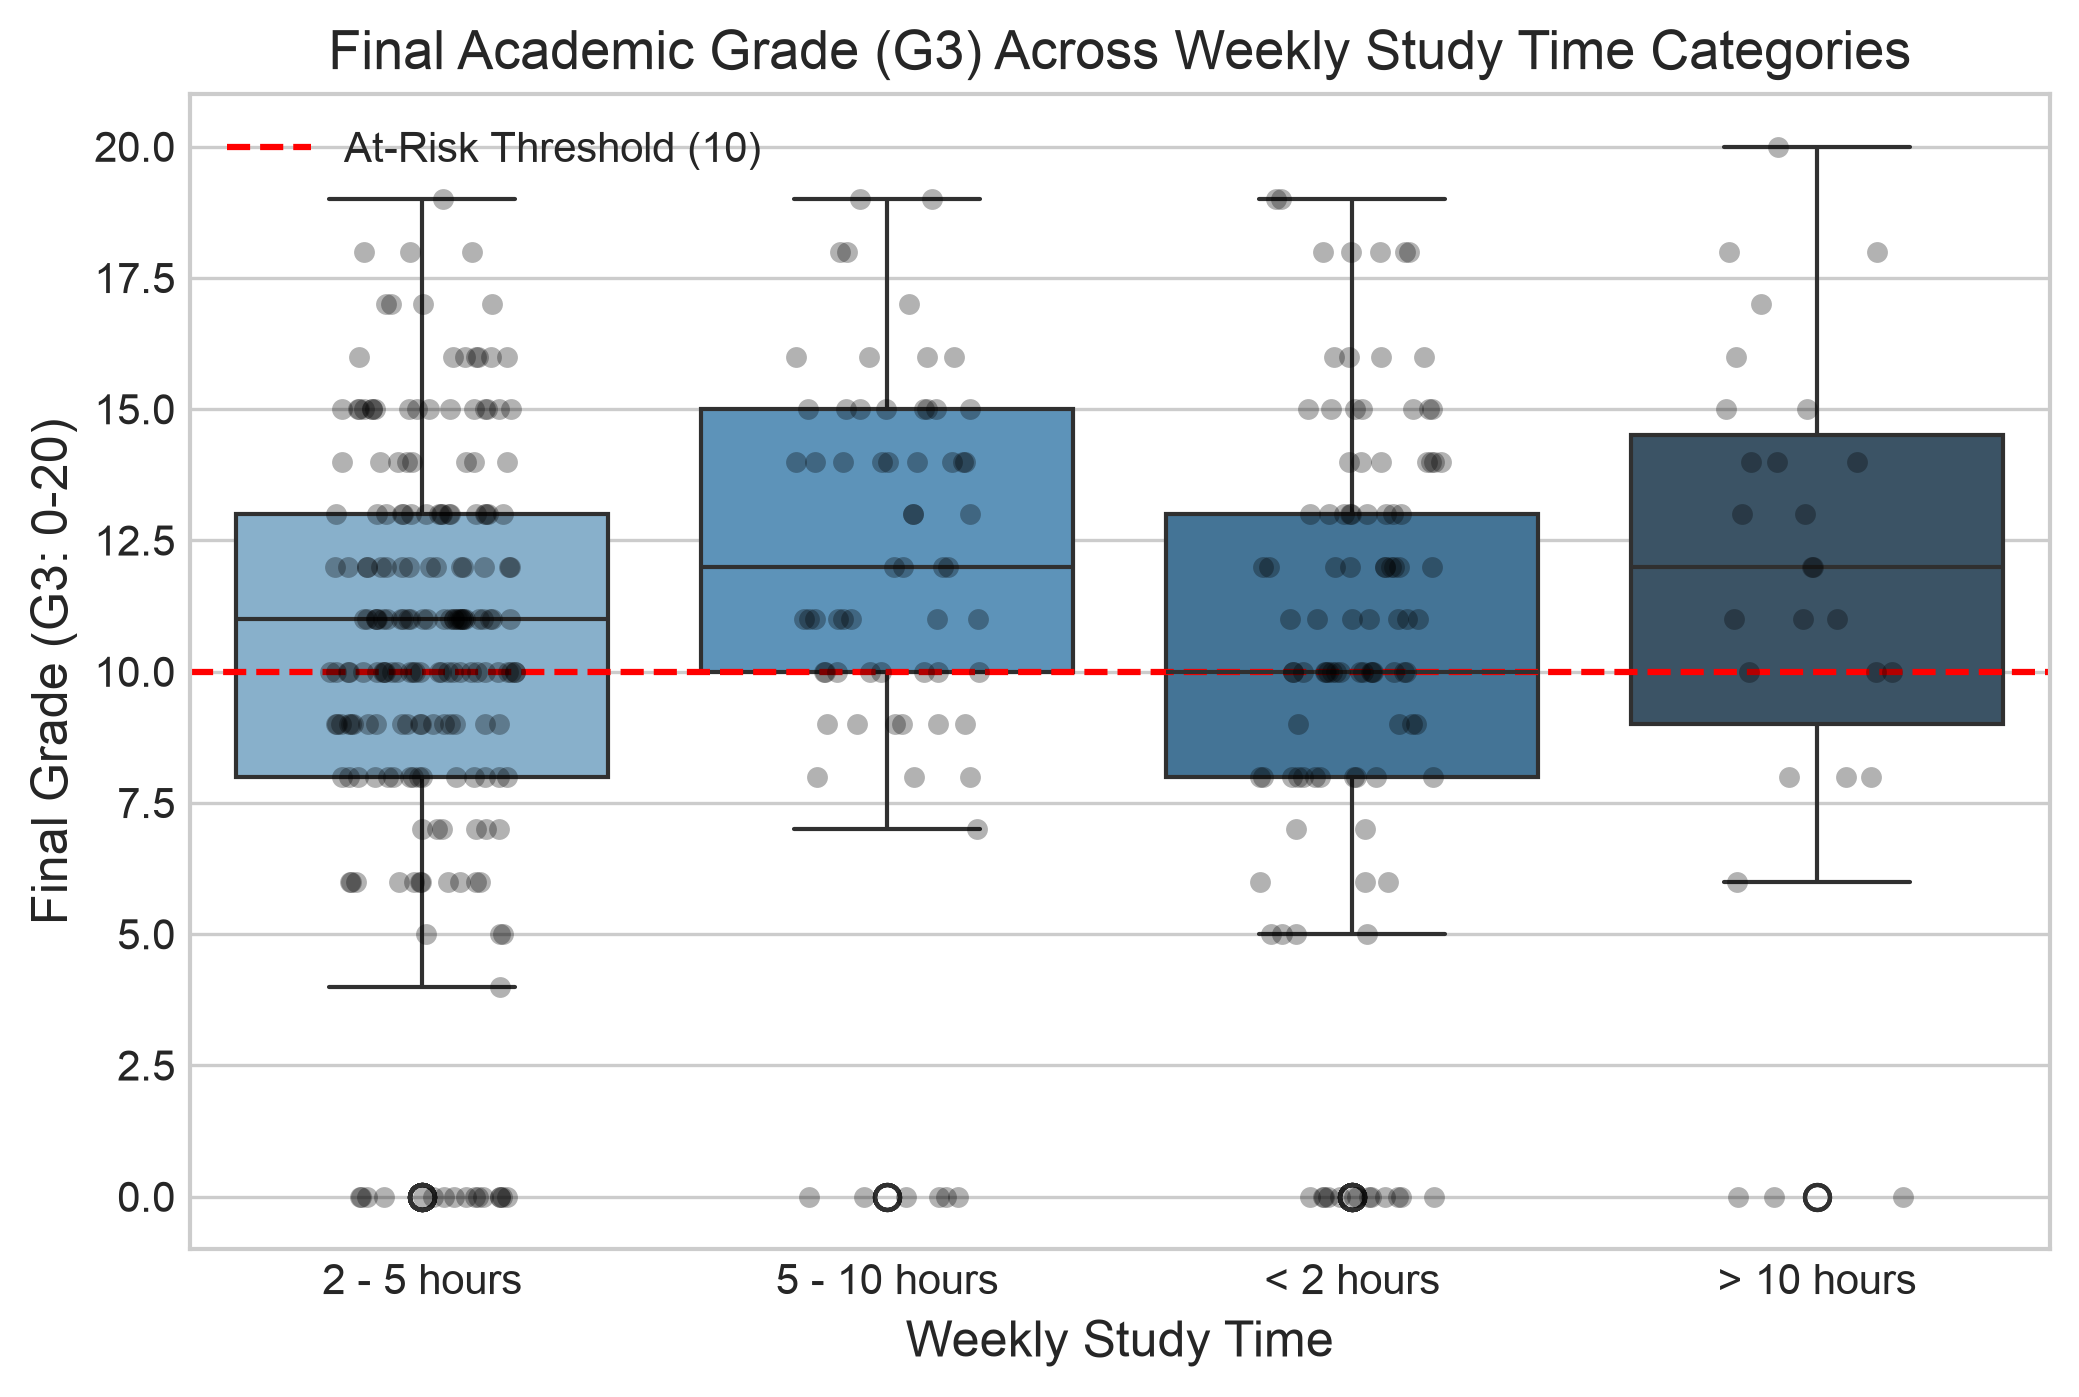 Final Academic Grade (G3) Across Weekly Study Time Categories
At-Risk Threshold (10)
Final Grade (G3: 0-20)
20.0
17.5
15.0
12.5
10.0
7.5
5.0
2.5
0.0
2 - 5 hours
5 - 10 hours
< 2 hours
> 10 hours
Weekly Study Time